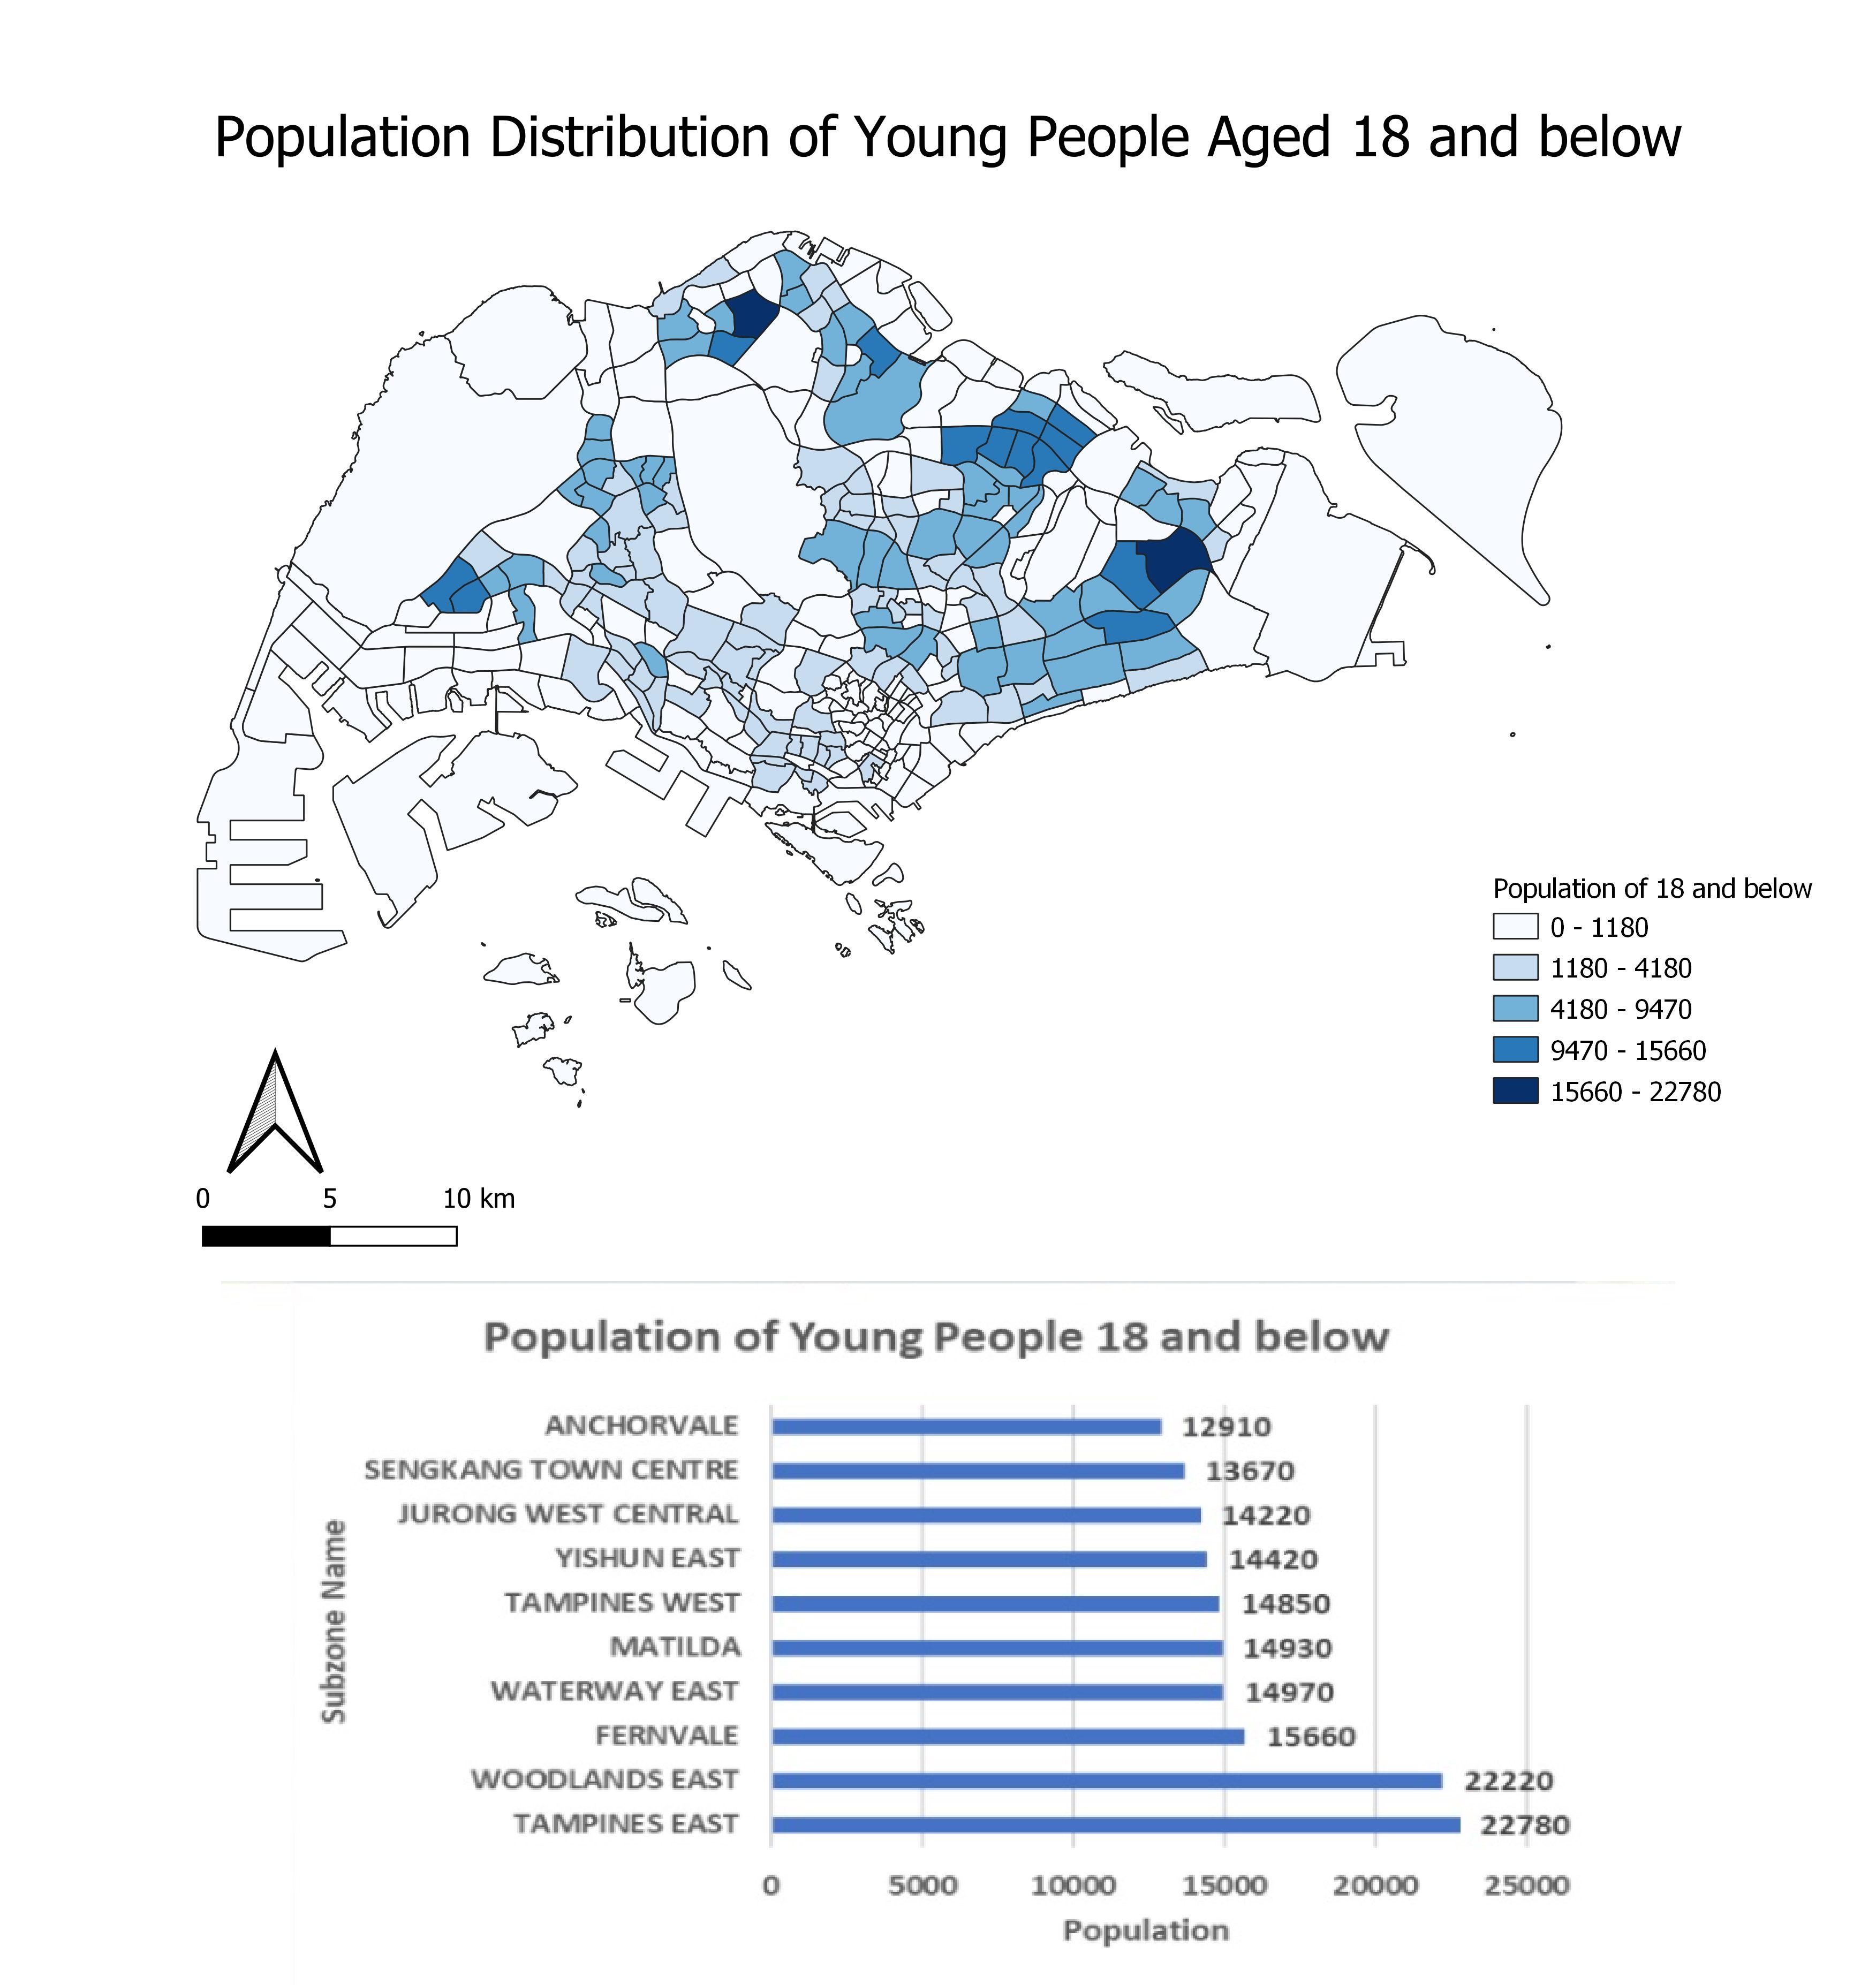 Population Distribution of Young People Aged 18 and below
Population of 18 and below
0 - 1180
1180 - 4180
4180 - 9470
9470 - 15660
15660 - 22780
0 5 10 km
Population of Young People 18 and below
Subzone Name
ANCHORVALE 12910
SENGKANG TOWN CENTRE 13670
JURONG WEST CENTRAL 14220
YISHUN EAST 14420
TAMPINES WEST 14850
MATILDA 14930
WATERWAY EAST 14970
FERNVALE 15660
WOODLANDS EAST 22220
TAMPINES EAST 22780
0 5000 10000 15000 20000 25000
Population